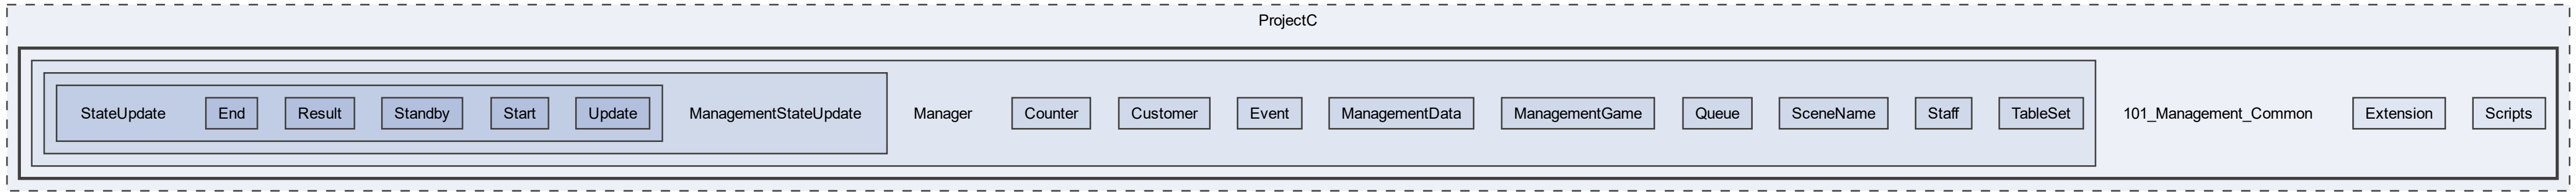 ProjectC
StateUpdate End Result Standby Start Update ManagementStateUpdate Manager Counter Customer Event ManagementData ManagementGame Queue SceneName Staff TableSet 101_Management_Common Extension Scripts